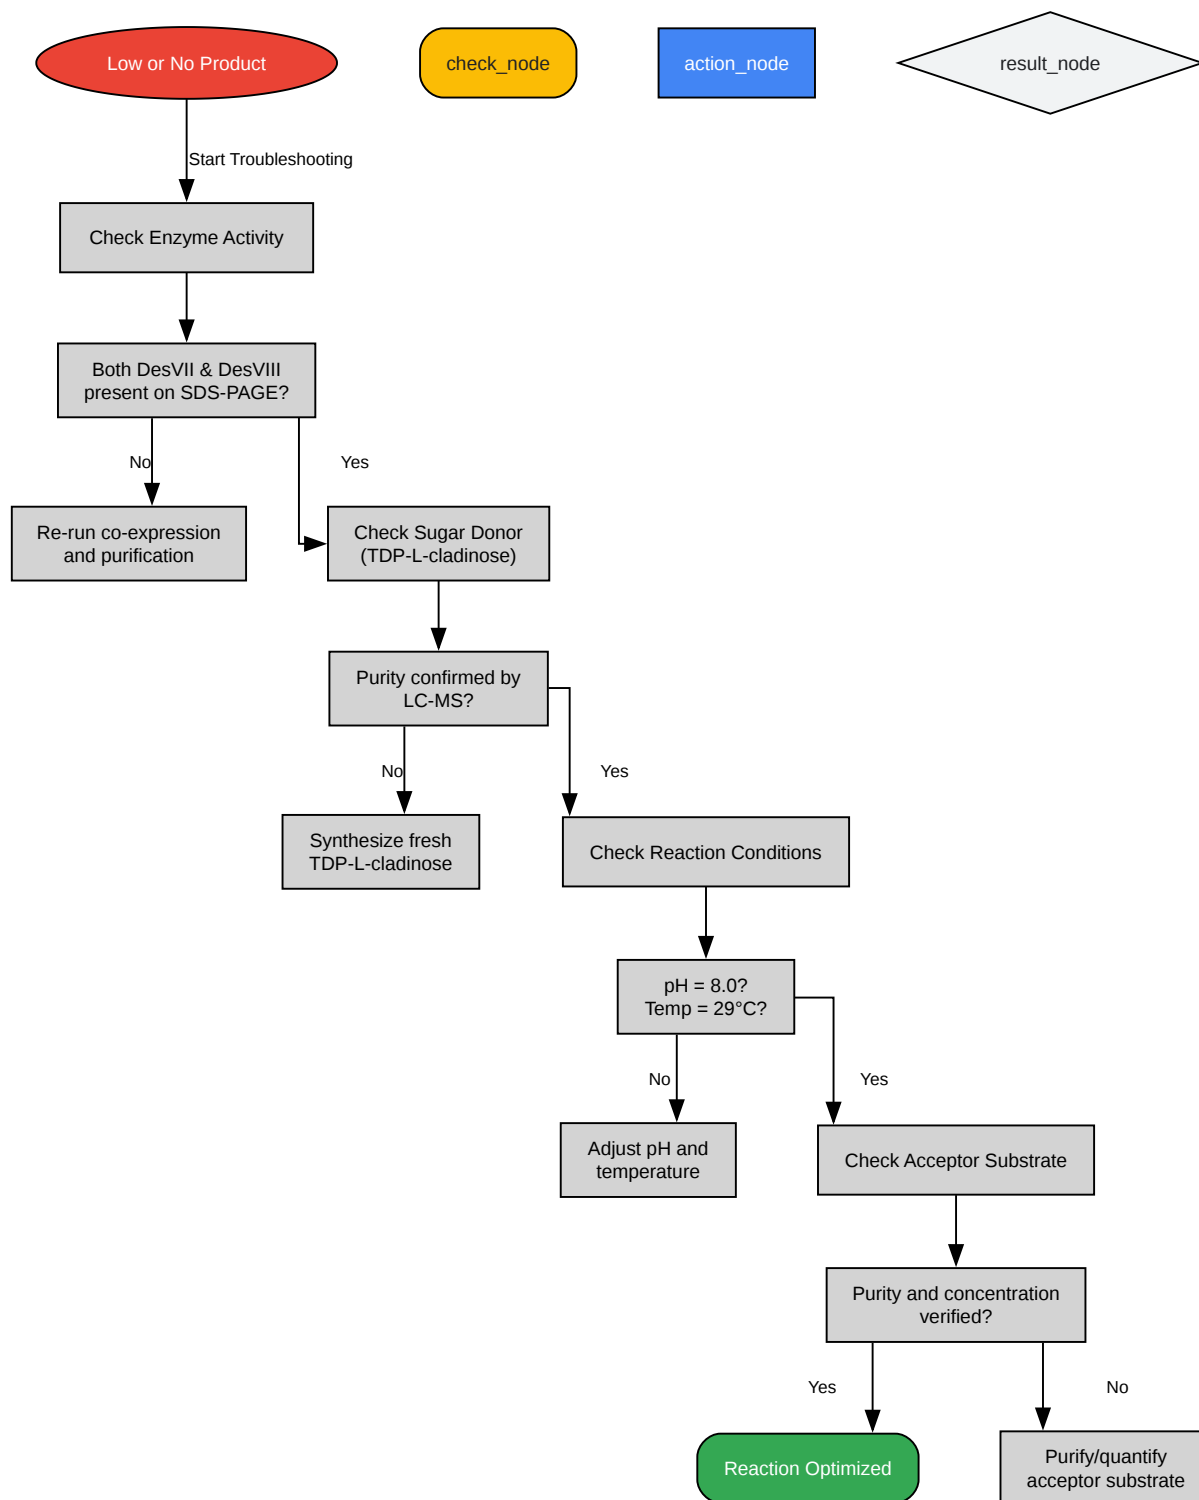 Low or No Product
check_node
action_node
result_node
Start Troubleshooting
Check Enzyme Activity
Both DesVII & DesVIII
present on SDS-PAGE?
No
Yes
Re-run co-expression
and purification
Check Sugar Donor
(TDP-L-cladinose)
Purity confirmed by
LC-MS?
No
Yes
Synthesize fresh
TDP-L-cladinose
Check Reaction Conditions
pH = 8.0?
Temp = 29°C?
No
Yes
Adjust pH and
temperature
Check Acceptor Substrate
Purity and concentration
verified?
Yes
No
Reaction Optimized
Purify/quantify
acceptor substrate